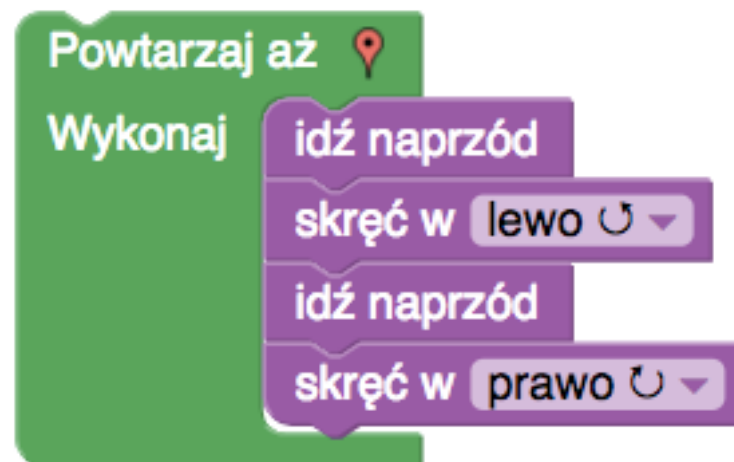 Powtarzaj aż
Wykonaj idź naprzód
skręć w lewo
idź naprzód
skręć w prawo